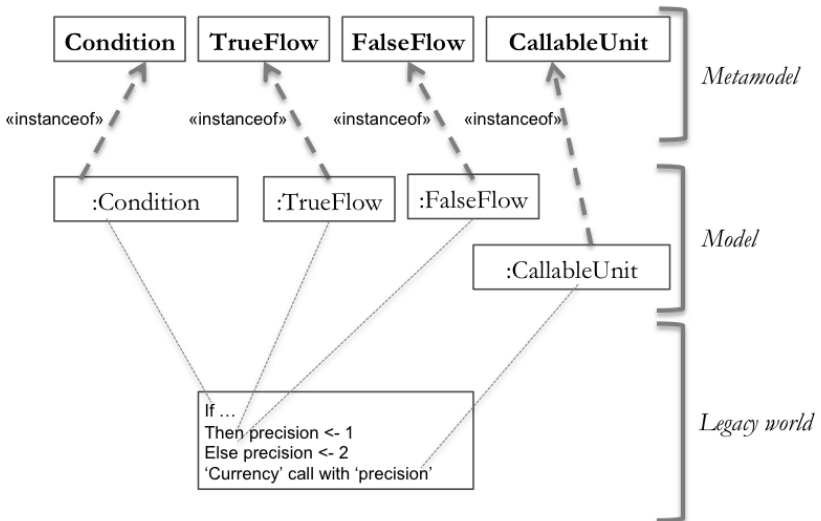 Condition
TrueFlow
FalseFlow
CallableUnit
Metamodel
«instanceof»
«instanceof»
«instanceof»
«instanceof»
:Condition
:TrueFlow
:FalseFlow
Model
:CallableUnit
If …
Then precision <- 1
Else precision <- 2
‘Currency’ call with ‘precision’
Legacy world